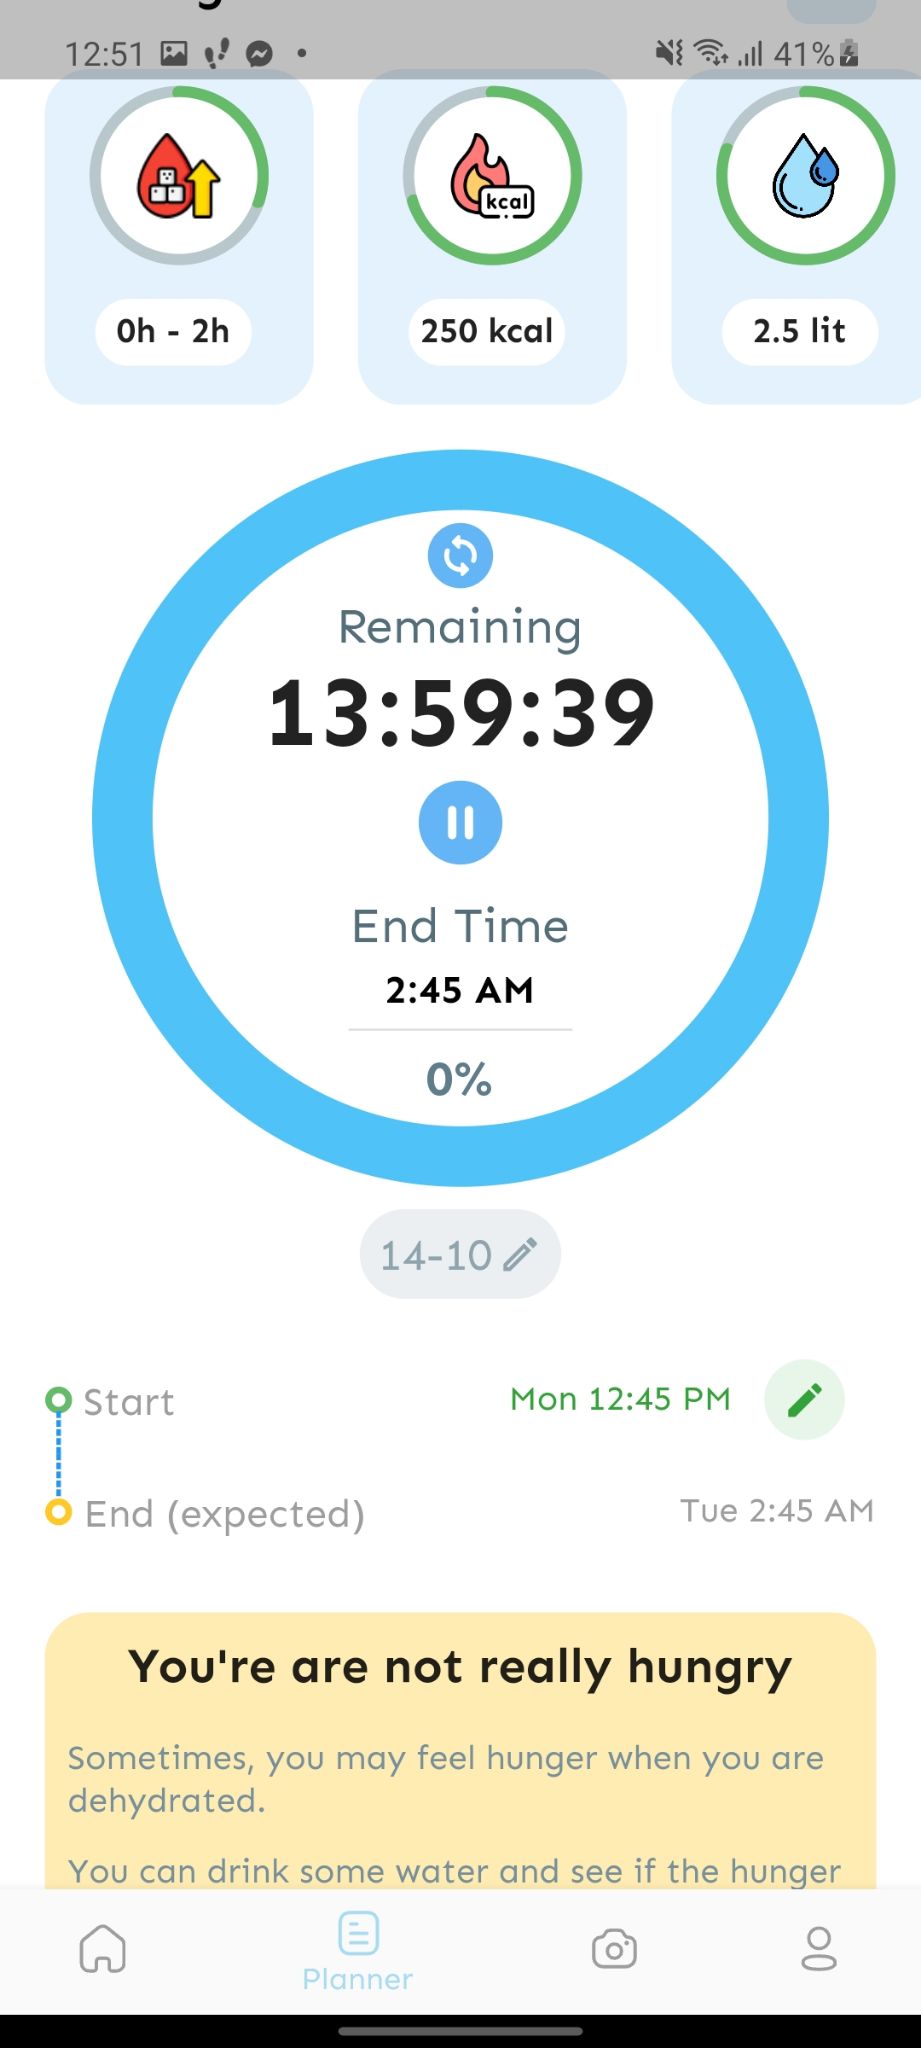 12:51
41%
kcal
0h - 2h
250 kcal
2.5 lit
Remaining
13:59:39
End Time
2:45 AM
0%
14-10
Start
Mon 12:45 PM
End (expected)
Tue 2:45 AM
You're are not really hungry
Sometimes, you may feel hunger when you are
dehydrated.
You can drink some water and see if the hunger
Planner